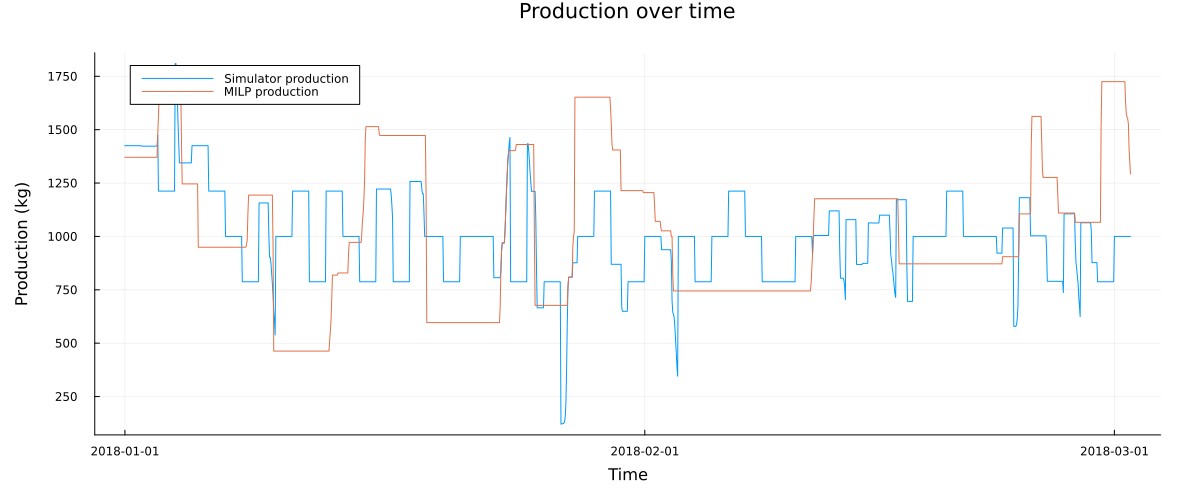 Production over time
Simulator production
MILP production
Production (kg)
1750
1500
1250
1000
750
500
250
2018-01-01
2018-02-01
2018-03-01
Time